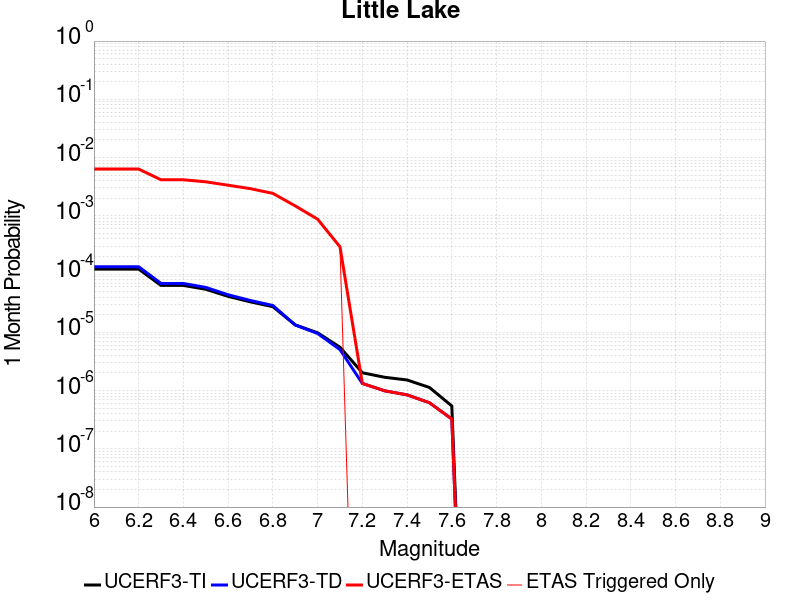 Little Lake
1 Month Probability
10^0
10^-1
10^-2
10^-3
10^-4
10^-5
10^-6
10^-7
10^-8
6 6.2 6.4 6.6 6.8 7 7.2 7.4 7.6 7.8 8 8.2 8.4 8.6 8.8 9
Magnitude
UCERF3-TI UCERF3-TD UCERF3-ETAS ETAS Triggered Only